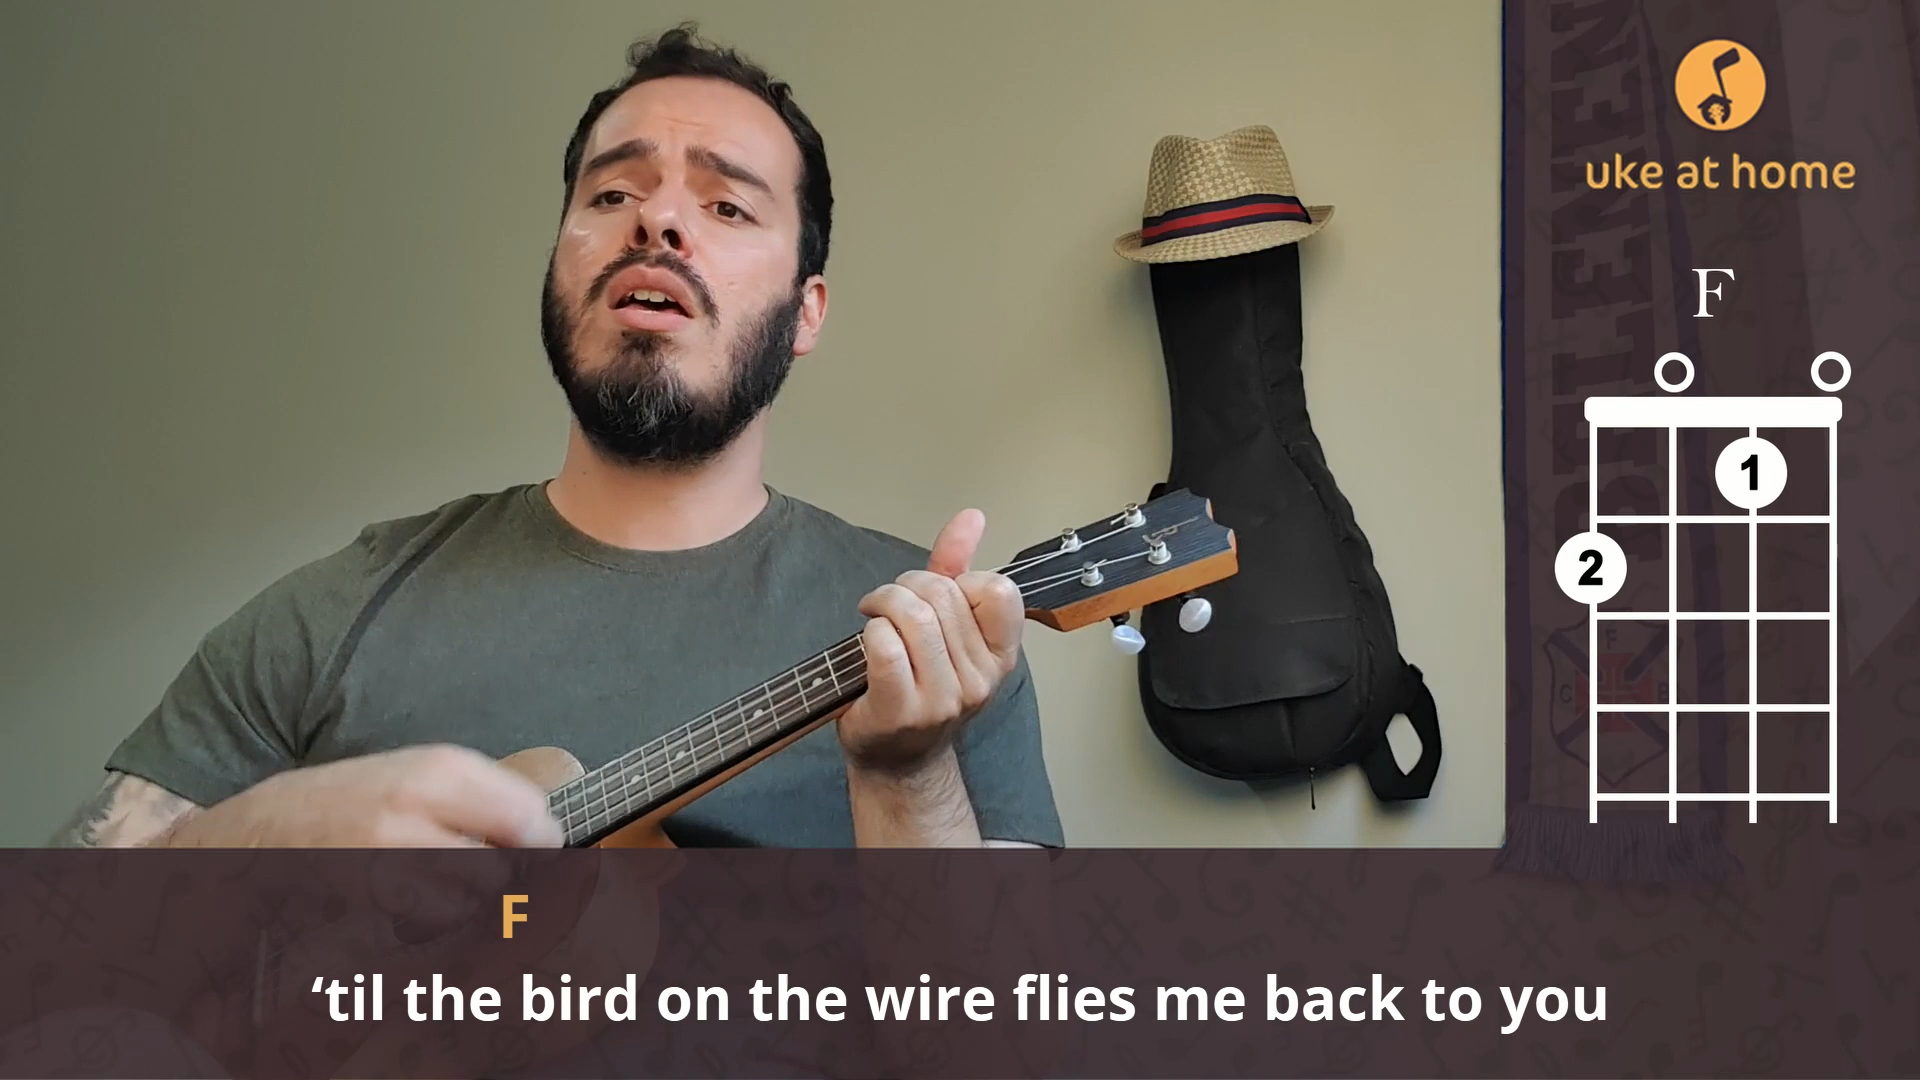 uke at home
F
1
2
F
‘til the bird on the wire flies me back to you